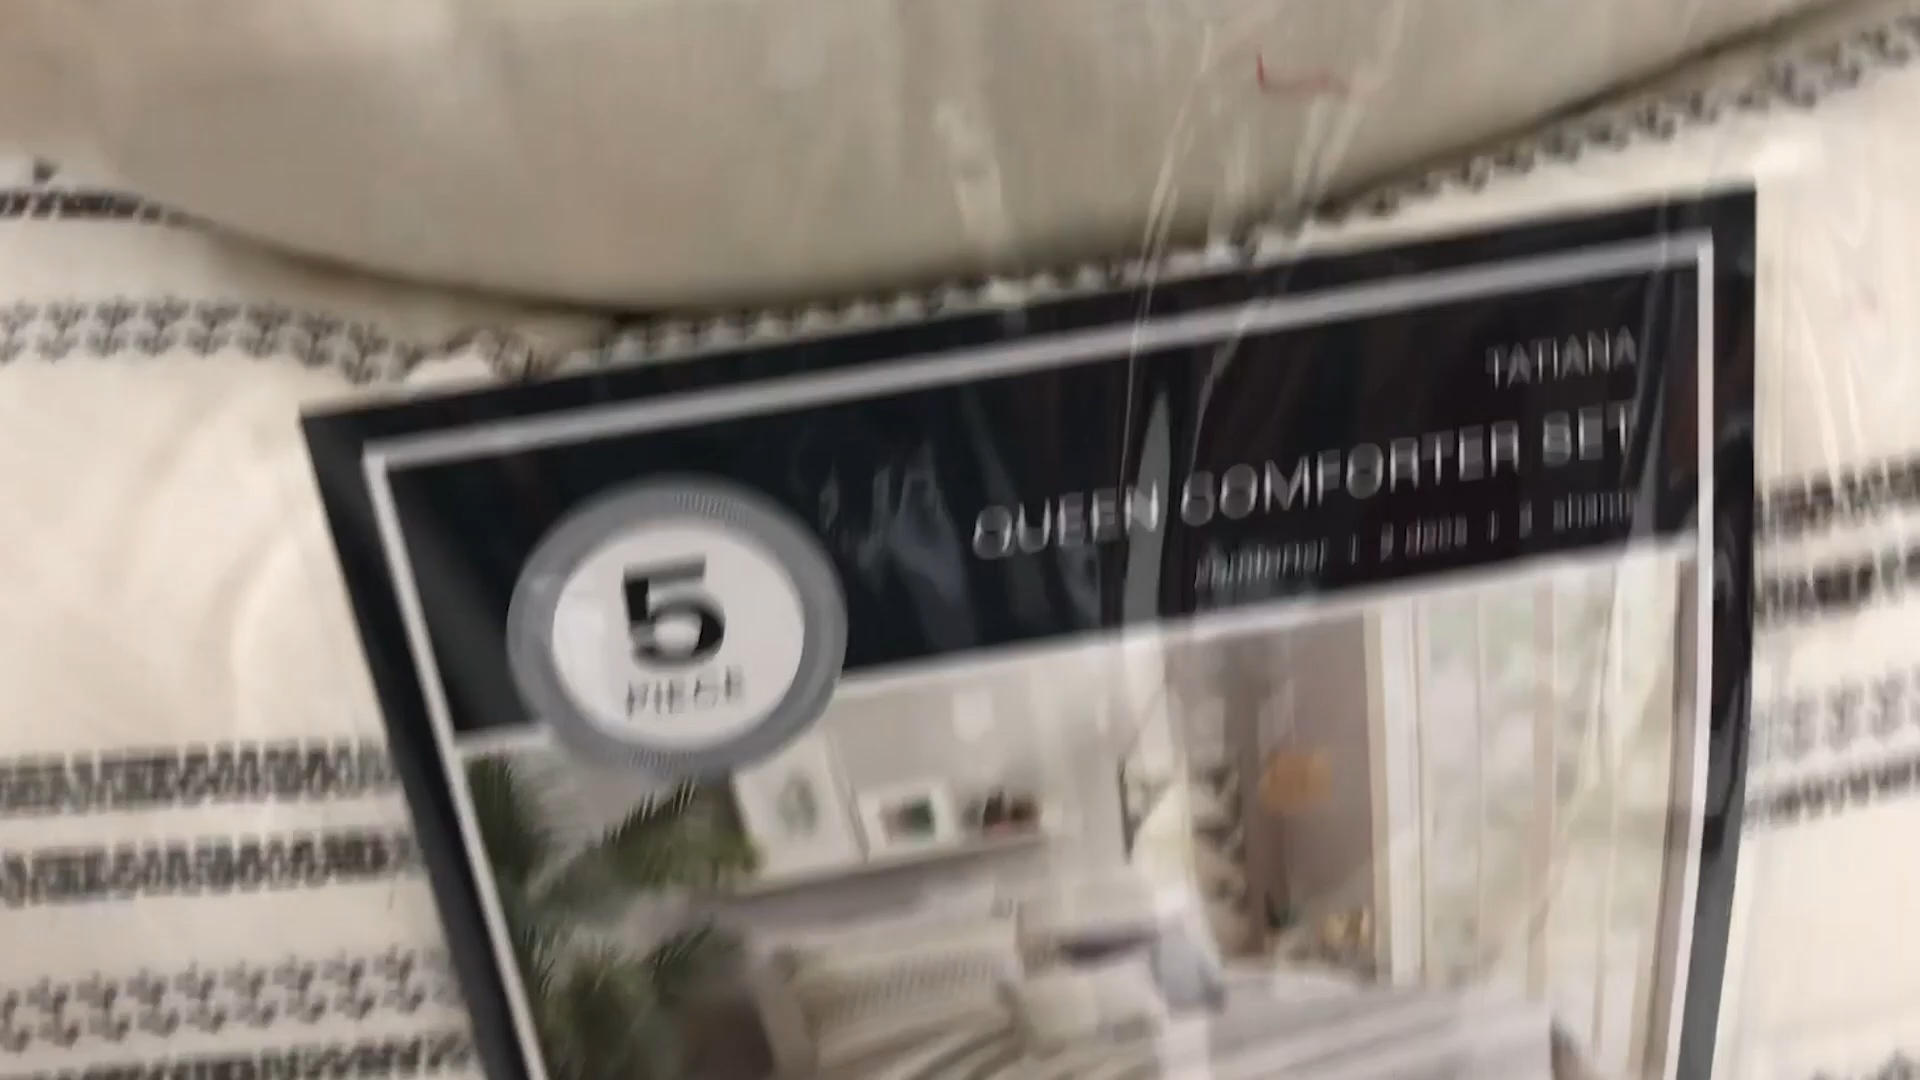 TATIANA
QUEEN COMFORTER SET
5
PIECE